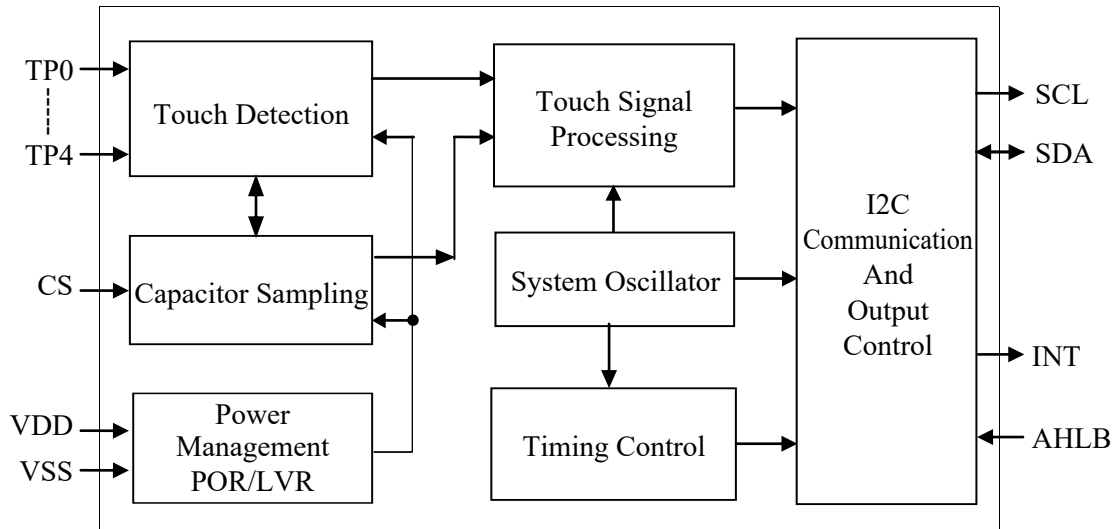 TP0
TP4
CS
VDD
VSS
Touch Detection
Capacitor Sampling
Power
Management
POR/LVR
Touch Signal
Processing
System Oscillator
Timing Control
I2C
Communication
And
Output
Control
SCL
SDA
INT
AHLB